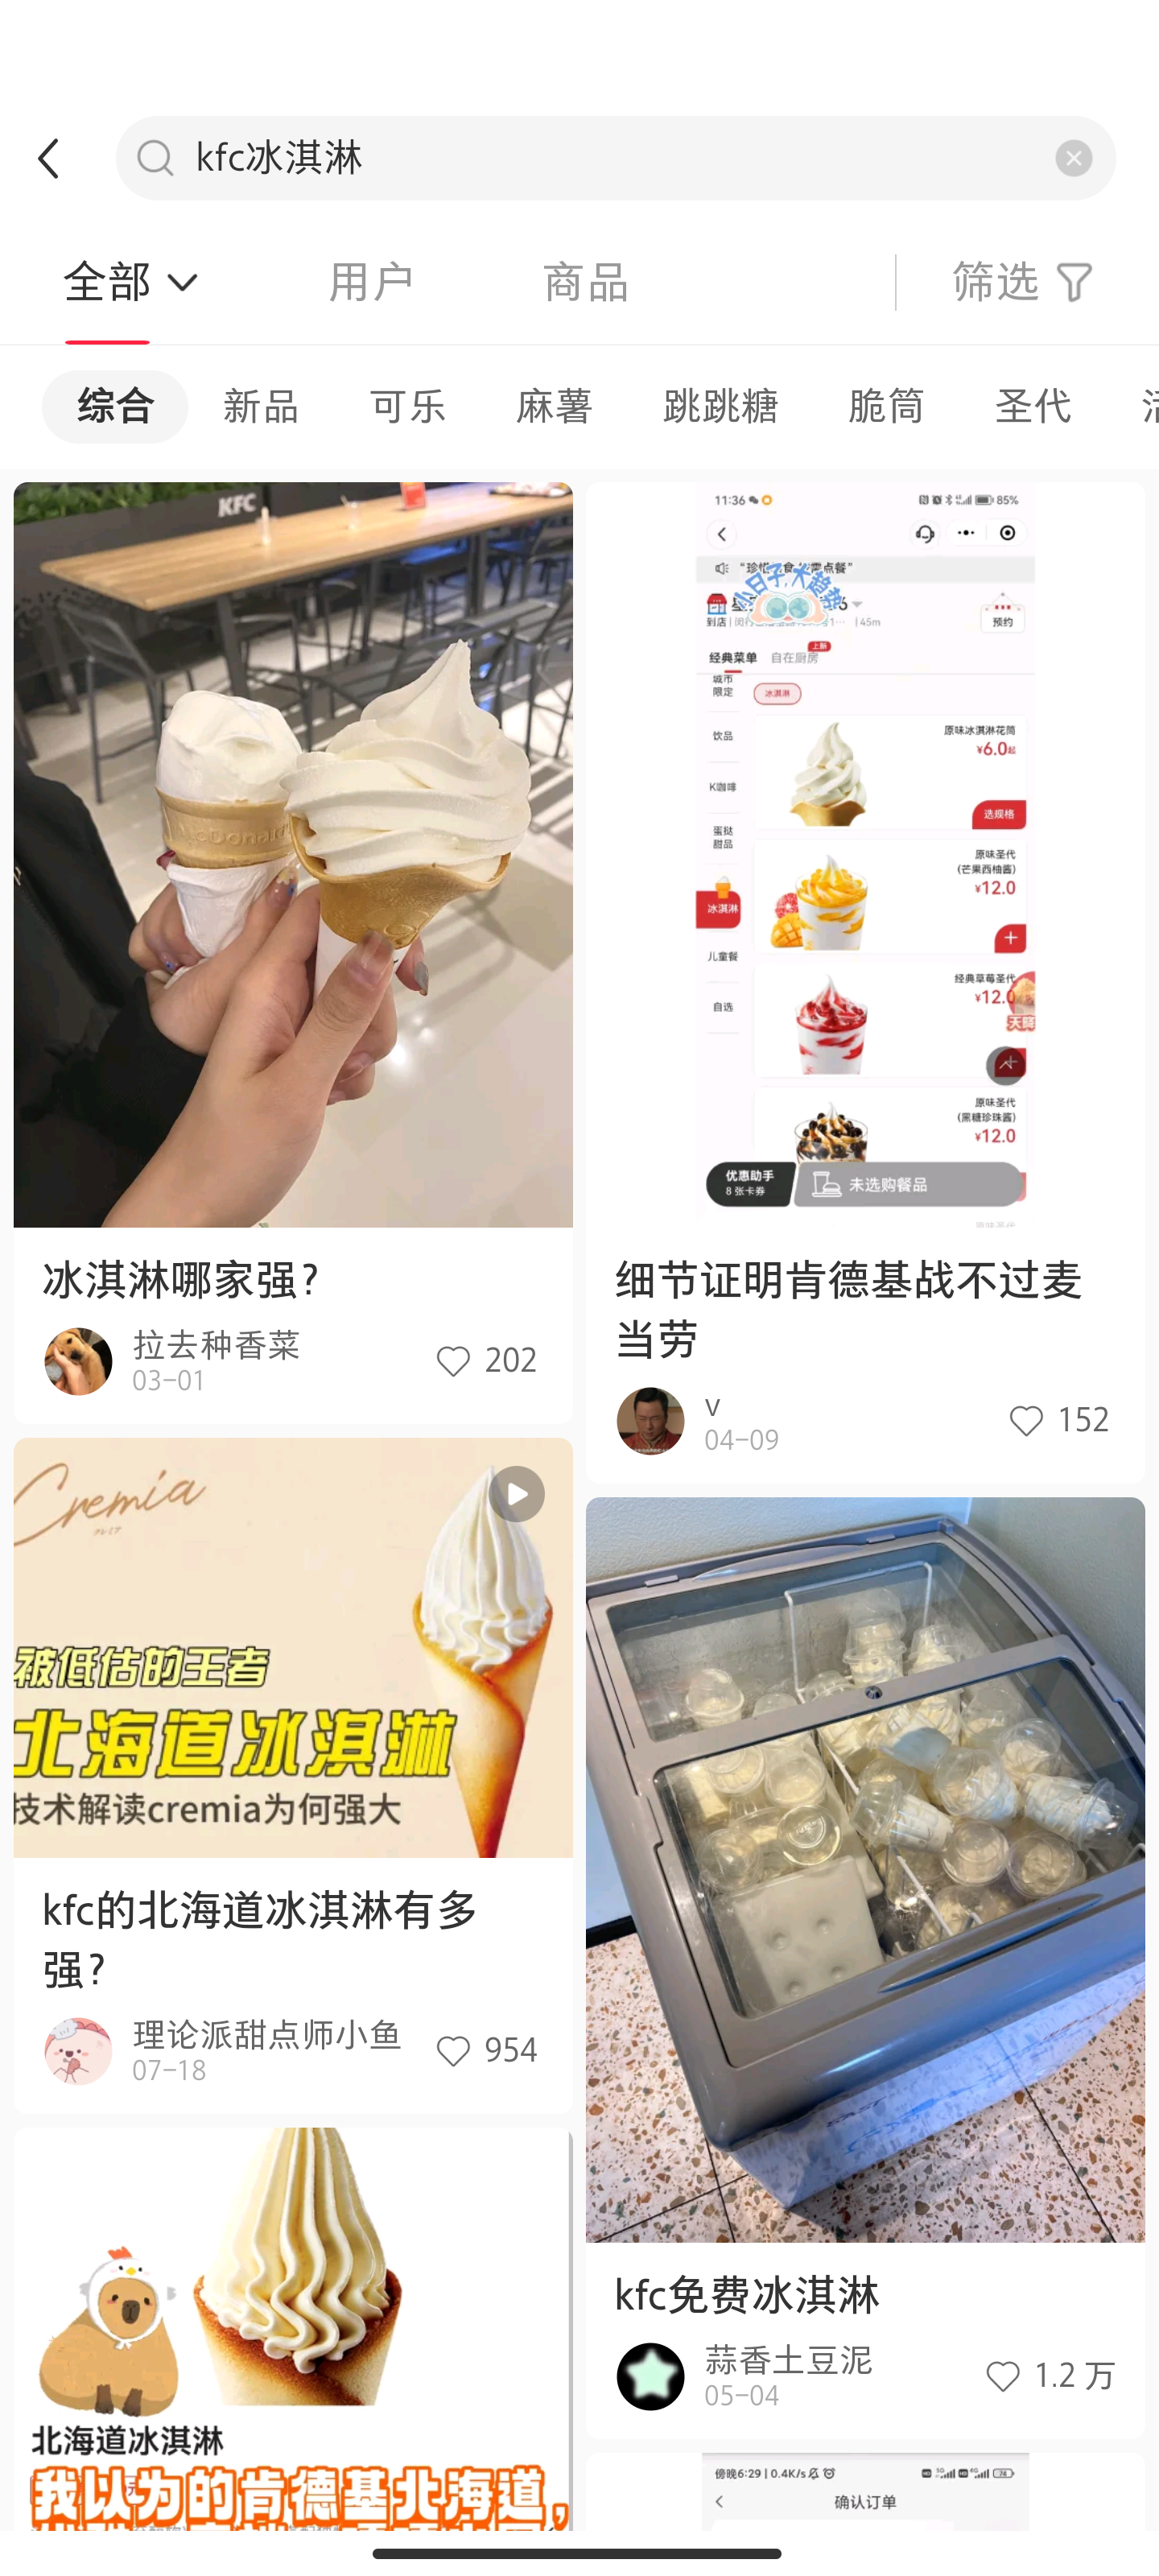 kfc冰淇淋
全部
用户
商品
筛选
综合
新品
可乐
麻薯
跳跳糖
脆筒
圣代
KFC
冰淇淋哪家强?
拉去种香菜
03-01
202
11:36
85%
小日子,大趋势
到店
45m
预约
经典菜单
自在厨房
上新
城市
限定
饮品
K咖啡
蛋挞
甜品
冰淇淋
儿童餐
自选
冰淇淋
原味冰淇淋花筒
¥6.0起
选规格
原味圣代
(芒果西柚酱)
¥12.0
经典草莓圣代
¥12.0
原味圣代
(黑糖珍珠酱)
¥12.0
优惠助手
8 张卡券
未选购餐品
细节证明肯德基战不过麦
当劳
v
04-09
152
Cremia
被低估的王者
北海道冰淇淋
技术解读cremia为何强大
kfc的北海道冰淇淋有多
强?
理论派甜点师小鱼
07-18
954
kfc免费冰淇淋
蒜香土豆泥
05-04
1.2 万
北海道冰淇淋
我以为的肯德基北海道,
傍晚6:29 | 0.4K/s
确认订单